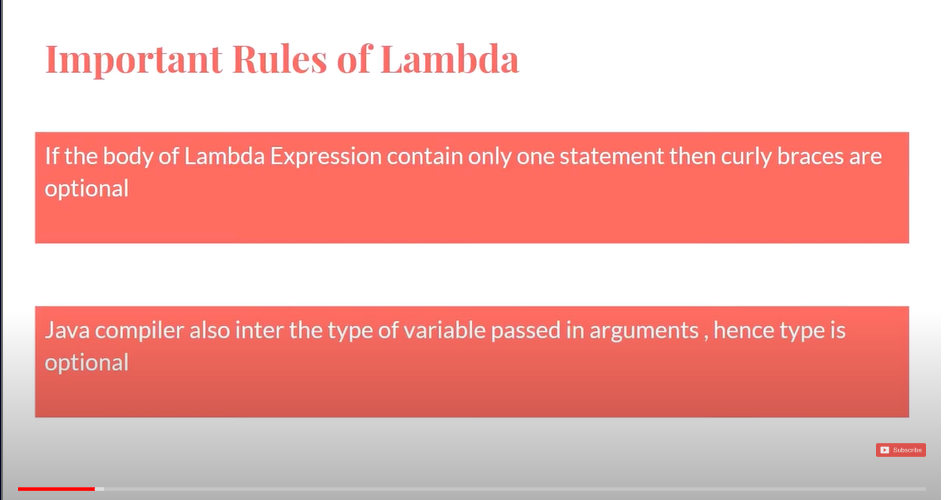 Important Rules of Lambda
If the body of Lambda Expression contain only one statement then curly braces are
optional
Java compiler also inter the type of variable passed in arguments , hence type is
optional
Subscribe